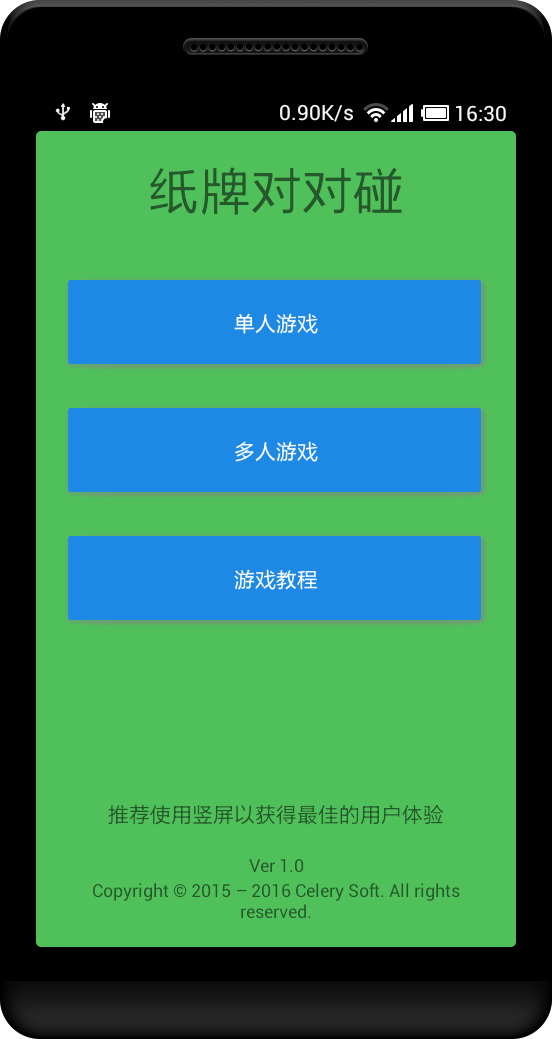 0.90K/s 16:30
纸牌对对碰
单人游戏
多人游戏
游戏教程
推荐使用竖屏以获得最佳的用户体验
Ver 1.0
Copyright © 2015 – 2016 Celery Soft. All rights
reserved.